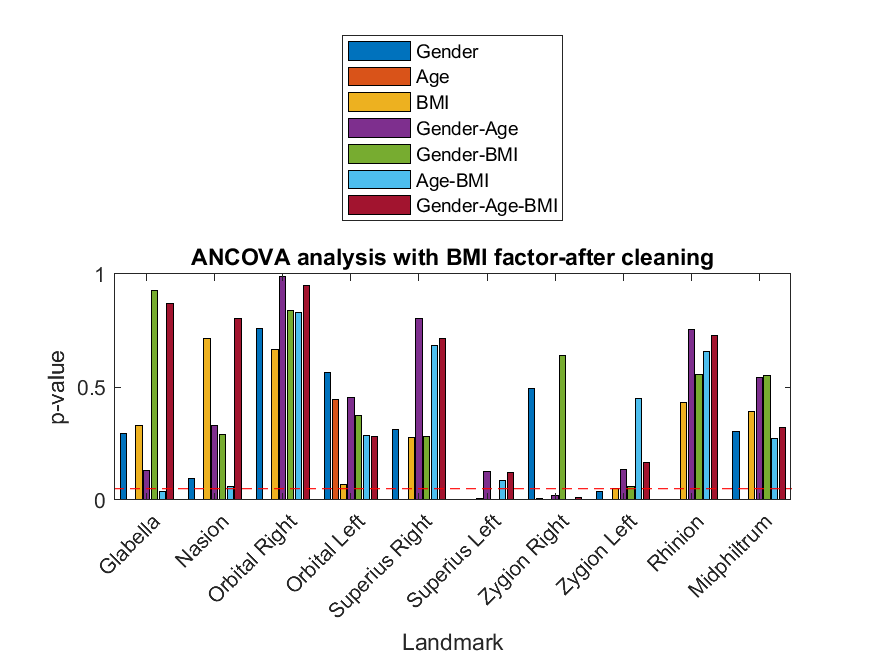 Gender
Age
BMI
Gender-Age
Gender-BMI
Age-BMI
Gender-Age-BMI
ANCOVA analysis with BMI factor-after cleaning
1
0.5
0
p-value
Glabella
Nasion
Orbital Right
Orbital Left
Superius Right
Superius Left
Zygion Right
Zygion Left
Rhinion
Midphiltrum
Landmark